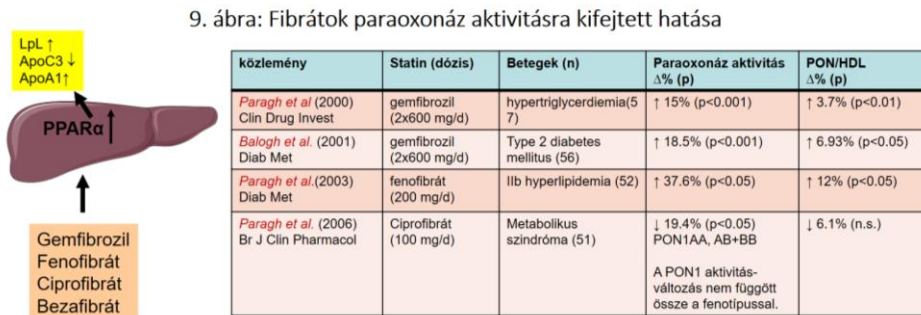 9. ábra: Fibrátok paraoxonáz aktivitásra kifejtett hatása
LpL ↑
ApoC3 ↓
ApoA1↑
PPARα
Gemfibrozil
Fenofibrát
Ciprofibrát
Bezafibrát
közlemény
Statin (dózis)
Betegek (n)
Paraoxonáz aktivitás
Δ% (p)
PON/HDL
Δ% (p)
Paragh et al (2000)
Clin Drug Invest
gemfibrozil
(2x600 mg/d)
hypertriglycerdiemia(5
7)
↑ 15% (p<0.001)
↑ 3.7% (p<0.01)
Balogh et al. (2001)
Diab Met
gemfibrozil
(2x600 mg/d)
Type 2 diabetes
mellitus (56)
↑ 18.5% (p<0.001)
↑ 6.93% (p<0.05)
Paragh et al.(2003)
Diab Met
fenofibrát
(200 mg/d)
IIb hyperlipidemia (52)
↑ 37.6% (p<0.05)
↑ 12% (p<0.05)
Paragh et al. (2006)
Br J Clin Pharmacol
Ciprofibrát
(100 mg/d)
Metabolikus
szindróma (51)
↓ 19.4% (p<0.05)
PON1AA, AB+BB
A PON1 aktivitás-
változás nem függött
össze a fenotípussal.
↓ 6.1% (n.s.)